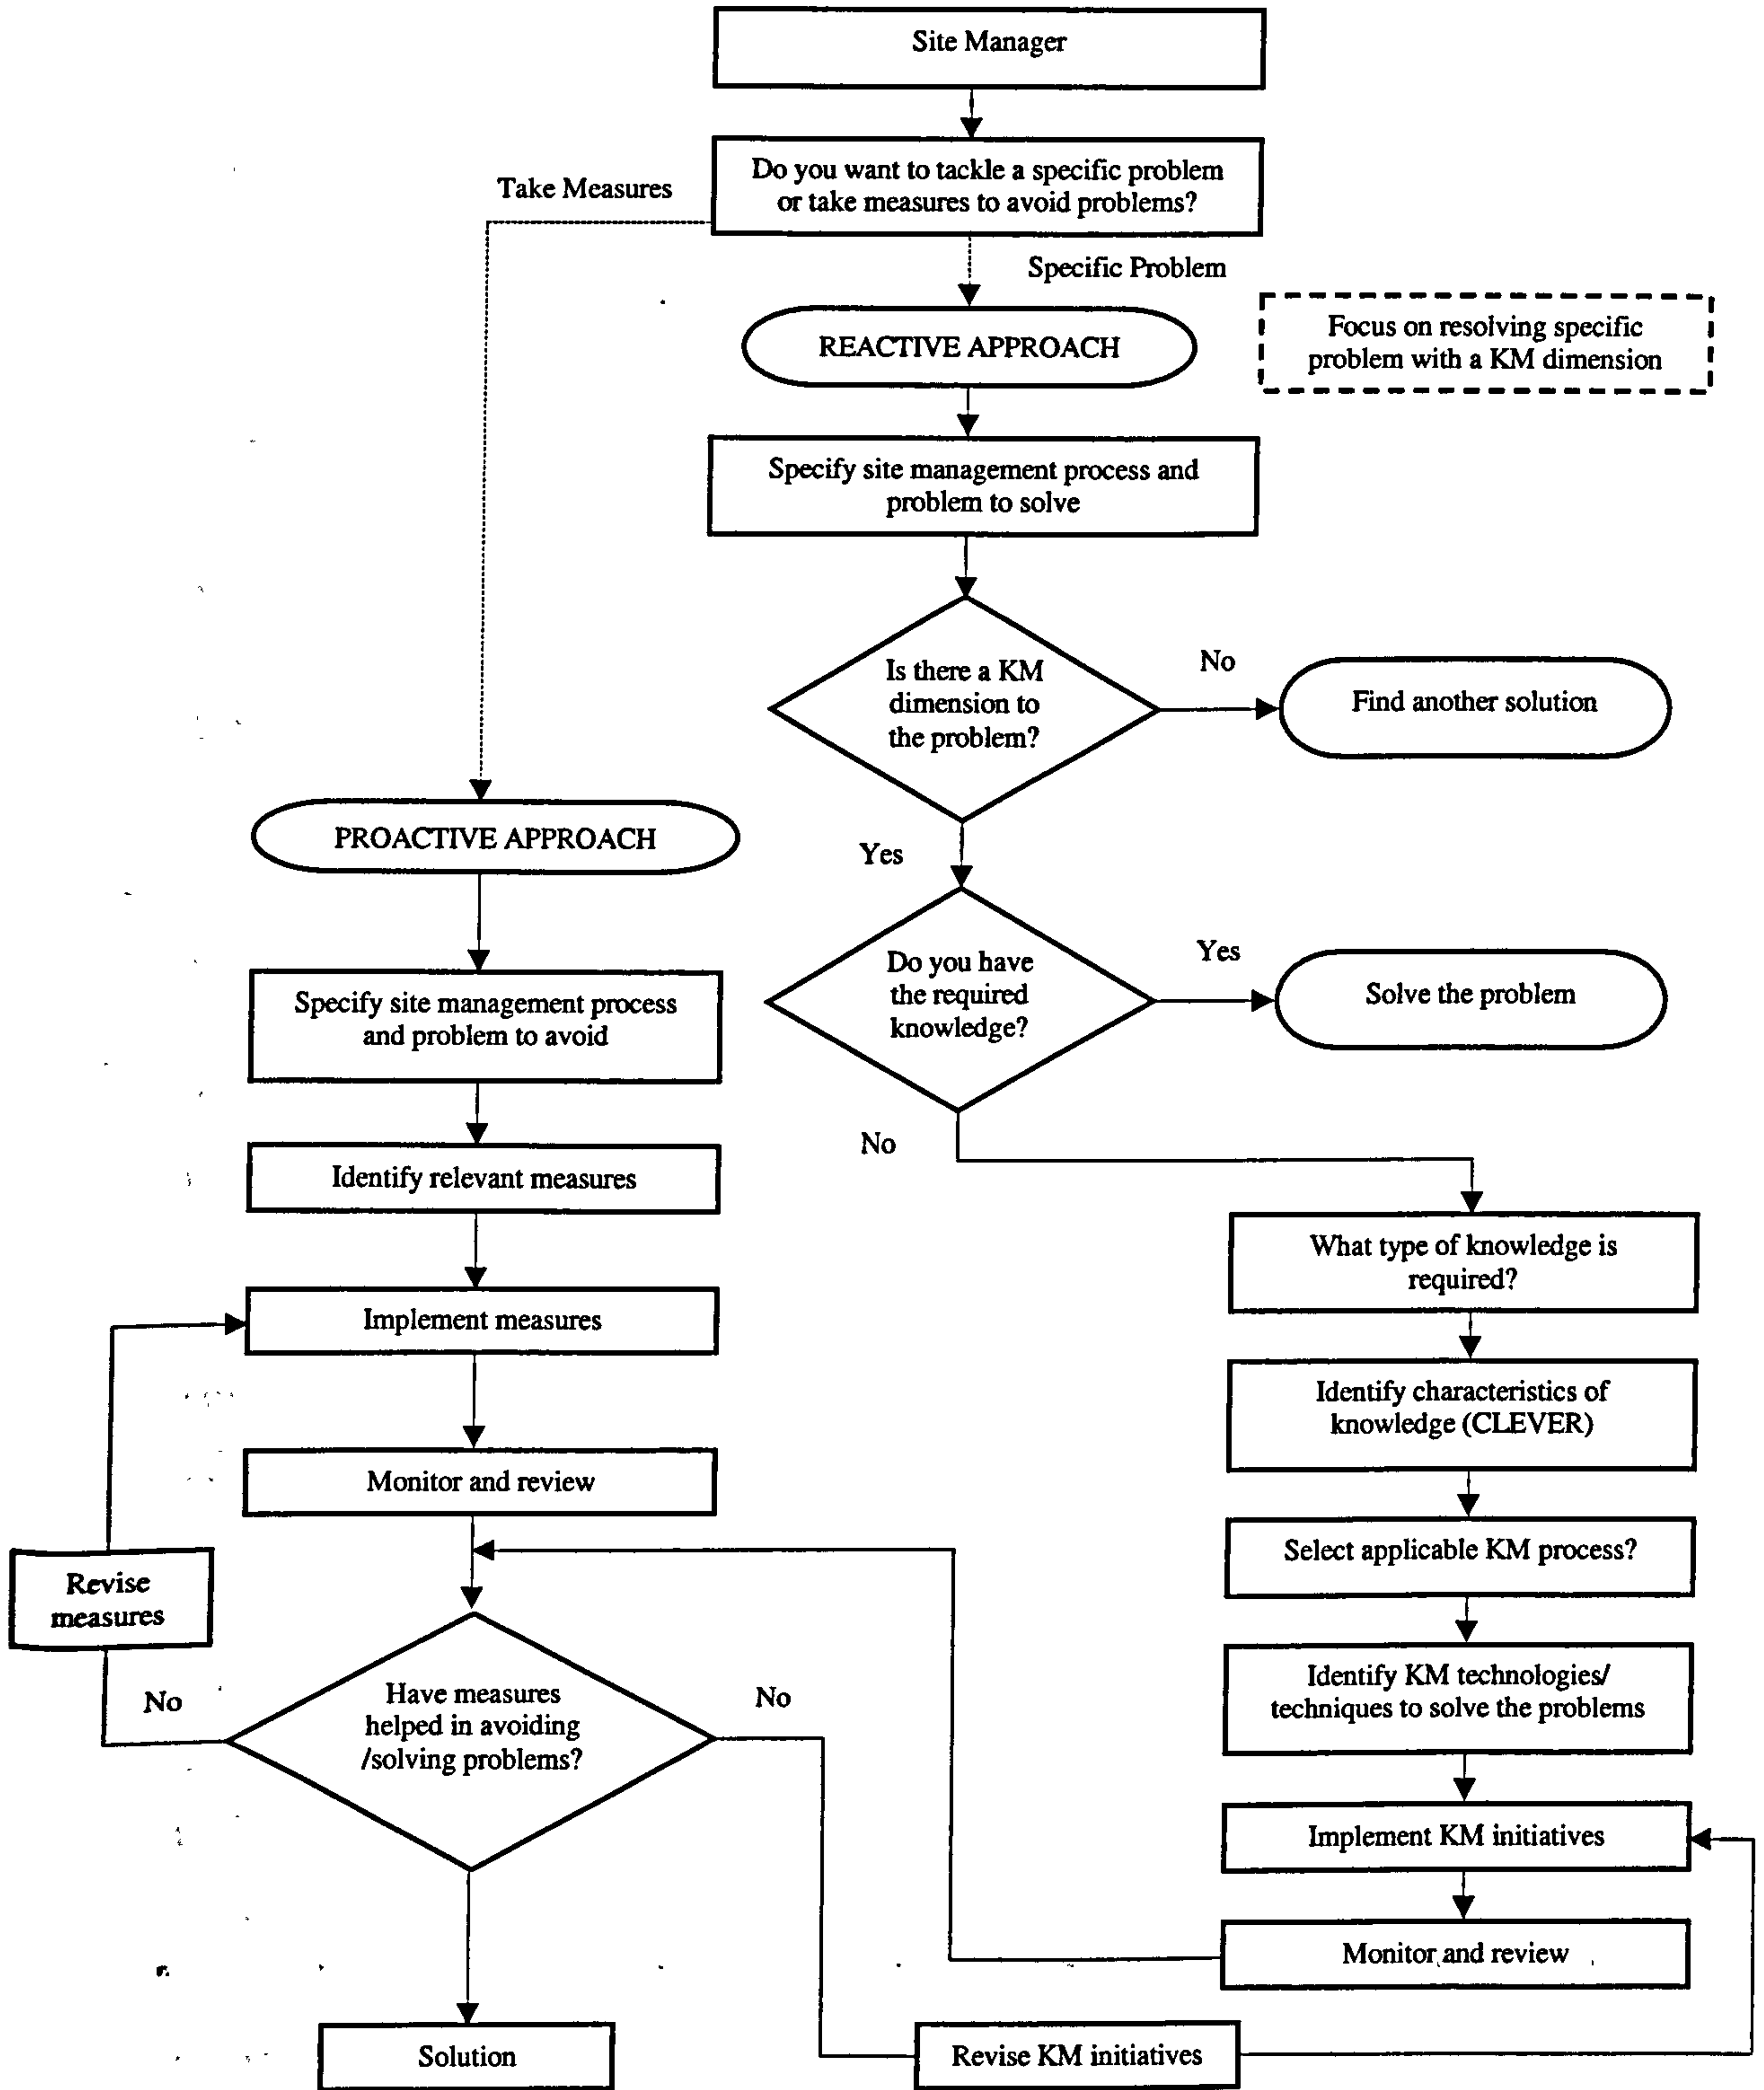 Site Manager
Do you want to tackle a specific problem
or take measures to avoid problems?
Take Measures
Specific Problem
REACTIVE APPROACH
Focus on resolving specific
problem with a KM dimension
Specify site management process and
problem to solve
Is there a KM
dimension to
the problem?
No
Find another solution
Yes
PROACTIVE APPROACH
Do you have
the required
knowledge?
Yes
Solve the problem
Specify site management process
and problem to avoid
No
Identify relevant measures
What type of knowledge is
required?
Implement measures
Identify characteristics of
knowledge (CLEVER)
Monitor and review
Select applicable KM process?
Revise
measures
Identify KM technologies/
techniques to solve the problems
No
Have measures
helped in avoiding
/solving problems?
No
Implement KM initiatives
Monitor and review
Solution
Revise KM initiatives